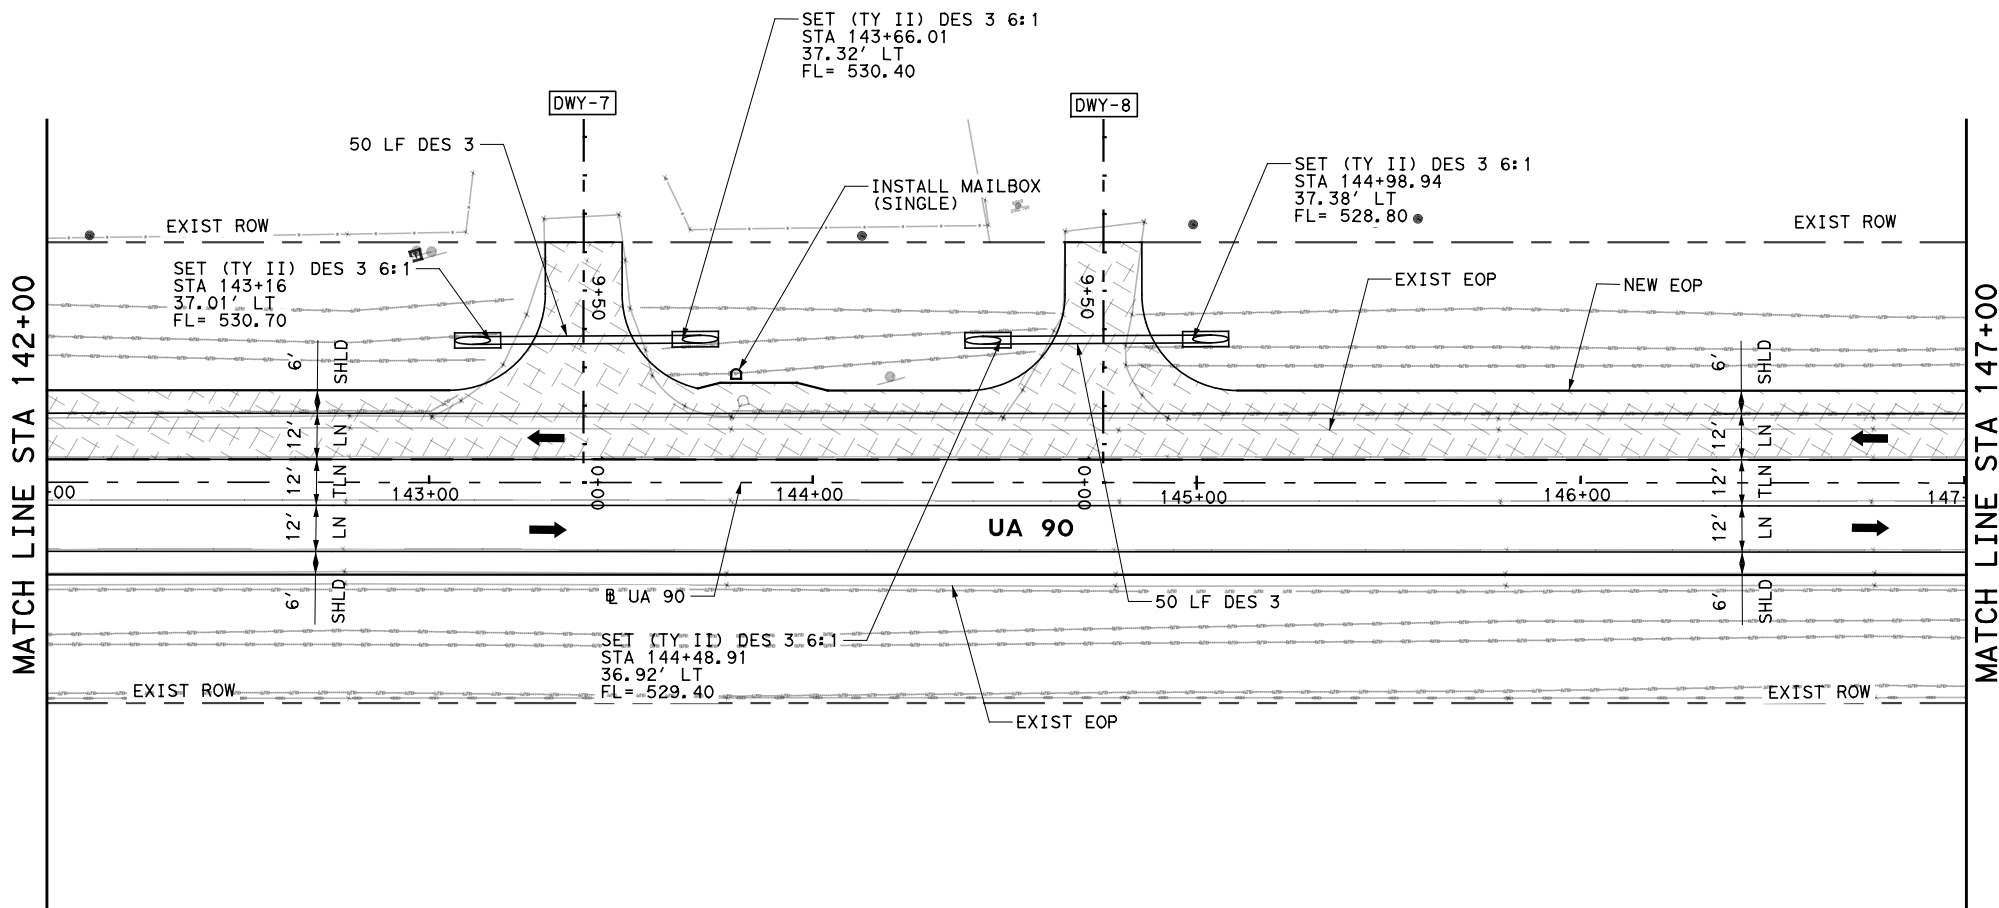 SET (TY II) DES 3 6:1
STA 143+66.01
37.32' LT
FL= 530.40
DWY-7
DWY-8
50 LF DES 3
INSTALL MAILBOX
(SINGLE)
SET (TY II) DES 3 6:1
STA 144+98.94
37.38' LT
FL= 528.80
EXIST ROW
EXIST ROW
SET (TY II) DES 3 6:1
STA 143+16
37.01' LT
FL= 530.70
9+50
9+50
EXIST EOP
NEW EOP
MATCH LINE STA 142+00
MATCH LINE STA 147+00
6'
SHLD
6'
SHLD
12'
LN
12'
LN
12'
TLN
12'
TLN
00
143+00
0+00
144+00
0+00
145+00
146+00
147
12'
LN
UA 90
12'
LN
6'
SHLD
6'
SHLD
BL UA 90
50 LF DES 3
SET (TY II) DES 3 6:1
STA 144+48.91
36.92' LT
FL= 529.40
EXIST ROW
EXIST ROW
EXIST EOP